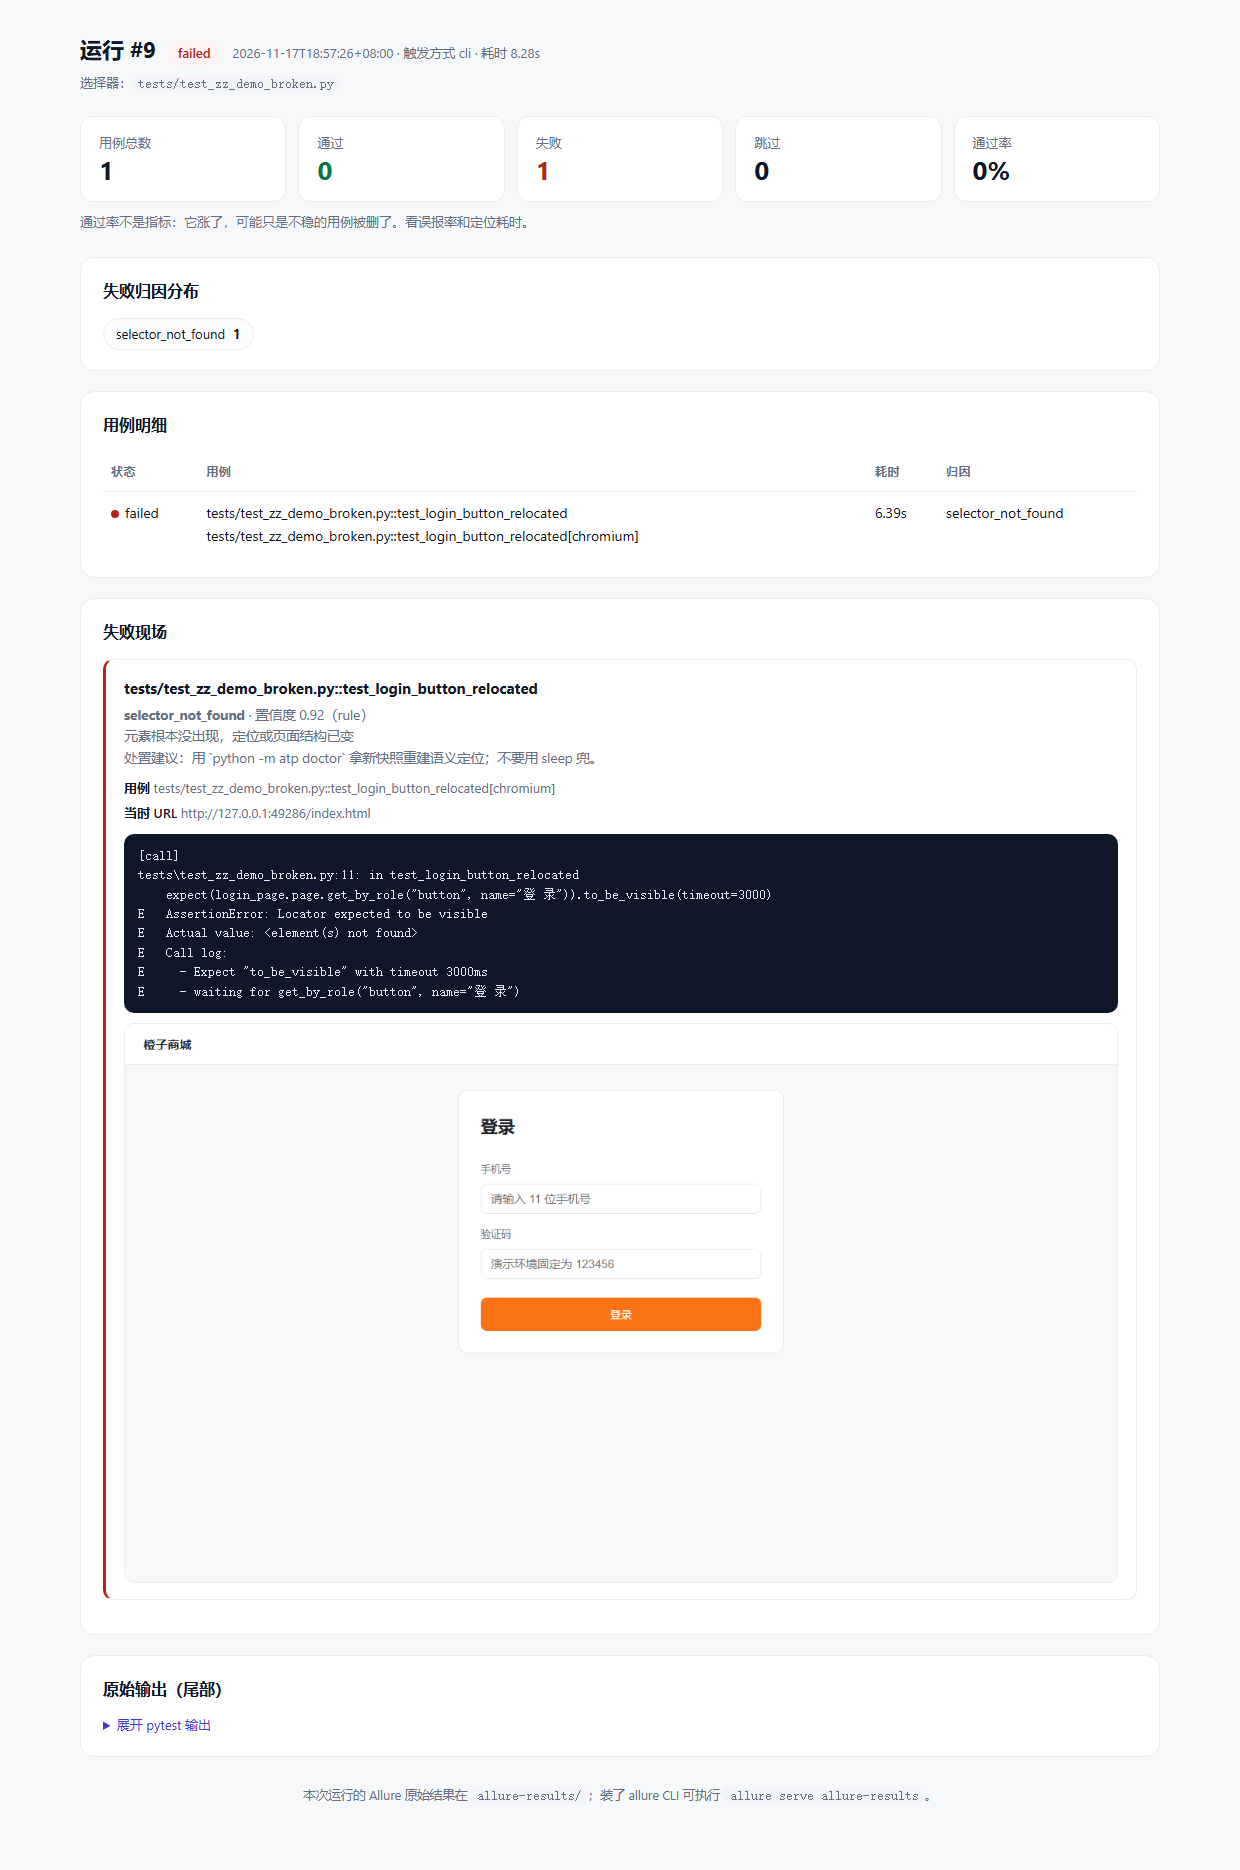 运行 #9 failed 2026-11-17T18:57:26+08:00 · 触发方式 cli · 耗时 8.28s
选择器： tests/test_zz_demo_broken.py
用例总数 通过 失败 跳过 通过率
1 0 1 0 0%
通过率不是指标：它涨了，可能只是不稳的用例被删了。看误报率和定位耗时。
失败归因分布
selector_not_found 1
用例明细
状态 用例 耗时 归因
failed tests/test_zz_demo_broken.py::test_login_button_relocated 6.39s selector_not_found
tests/test_zz_demo_broken.py::test_login_button_relocated[chromium]
失败现场
tests/test_zz_demo_broken.py::test_login_button_relocated
selector_not_found · 置信度 0.92（rule）
元素根本没出现，定位或页面结构已变
处置建议：用 `python -m atp doctor` 拿新快照重建语义定位；不要用 sleep 兜。
用例 tests/test_zz_demo_broken.py::test_login_button_relocated[chromium]
当时 URL http://127.0.0.1:49286/index.html
[call]
tests\test_zz_demo_broken.py:11: in test_login_button_relocated
    expect(login_page.page.get_by_role("button", name="登 录")).to_be_visible(timeout=3000)
E   AssertionError: Locator expected to be visible
E   Actual value: <element(s) not found>
E   Call log:
E     - Expect "to_be_visible" with timeout 3000ms
E     - waiting for get_by_role("button", name="登 录")
橙子商城
登录
手机号
请输入 11 位手机号
验证码
演示环境固定为 123456
登录
原始输出（尾部）
▶ 展开 pytest 输出
本次运行的 Allure 原始结果在 allure-results/ ；装了 allure CLI 可执行 allure serve allure-results 。